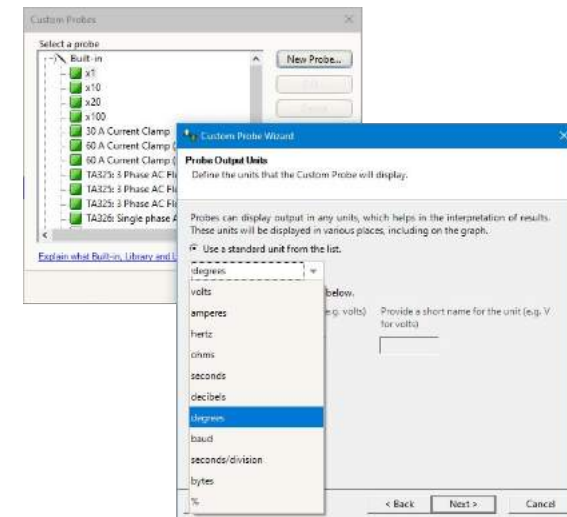 Custom Probes
Select a probe
Built-in
x1
x10
x20
x100
30 A Current Clamp
60 A Current Clamp (
60 A Current Clamp (
TA325: 3 Phase AC Fl
TA325: 3 Phase AC Fl
TA325: 3 Phase AC Fl
TA326: Single phase A
New Probe...
Explain what Built-in, Library and L
Custom Probe Wizard
Probe Output Units
Define the units that the Custom Probe will display.
Probes can display output in any units, which helps in the interpretation of results.
These units will be displayed in various places, including on the graph.
Use a standard unit from the list.
degrees
volts
amperes
hertz
ohms
seconds
decibels
degrees
baud
seconds/division
bytes
%
below.
e.g. volts)
Provide a short name for the unit (e.g. V
for volts)
< Back
Next >
Cancel